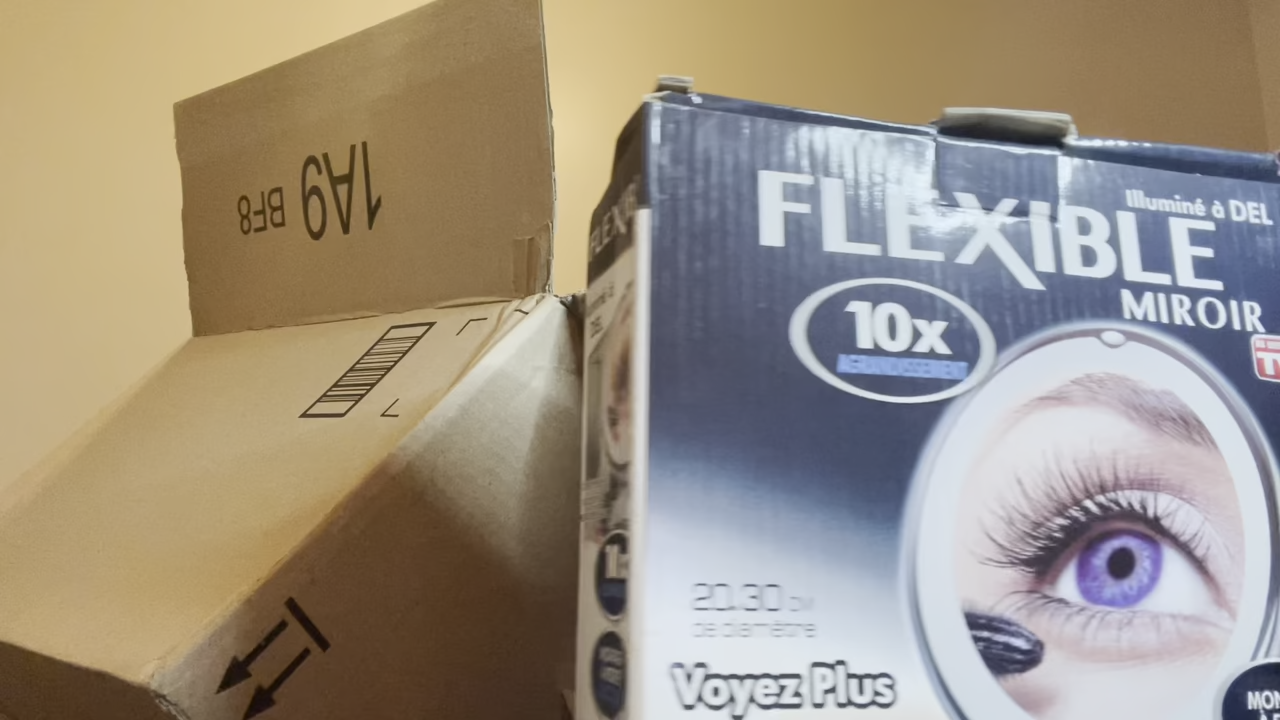 1A9 BF8
FLEXIBLE
Illuminé à DEL
MIROIR
10x
20.30 cm
de diamètre
Voyez Plus